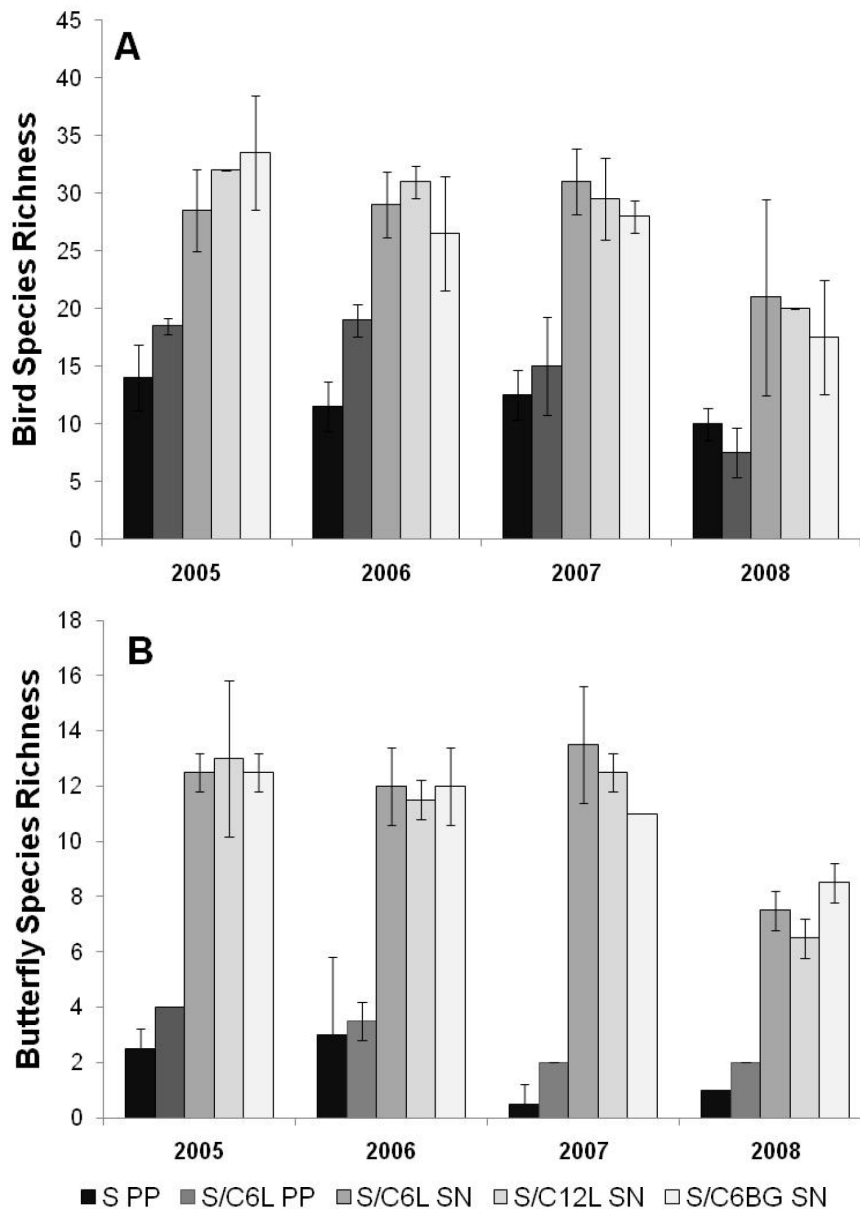 A
Bird Species Richness
45
40
35
30
25
20
15
10
5
0
2005 2006 2007 2008
B
Butterfly Species Richness
18
16
14
12
10
8
6
4
2
0
2005 2006 2007 2008
S PP S/C6L PP S/C6L SN S/C12L SN S/C6BG SN